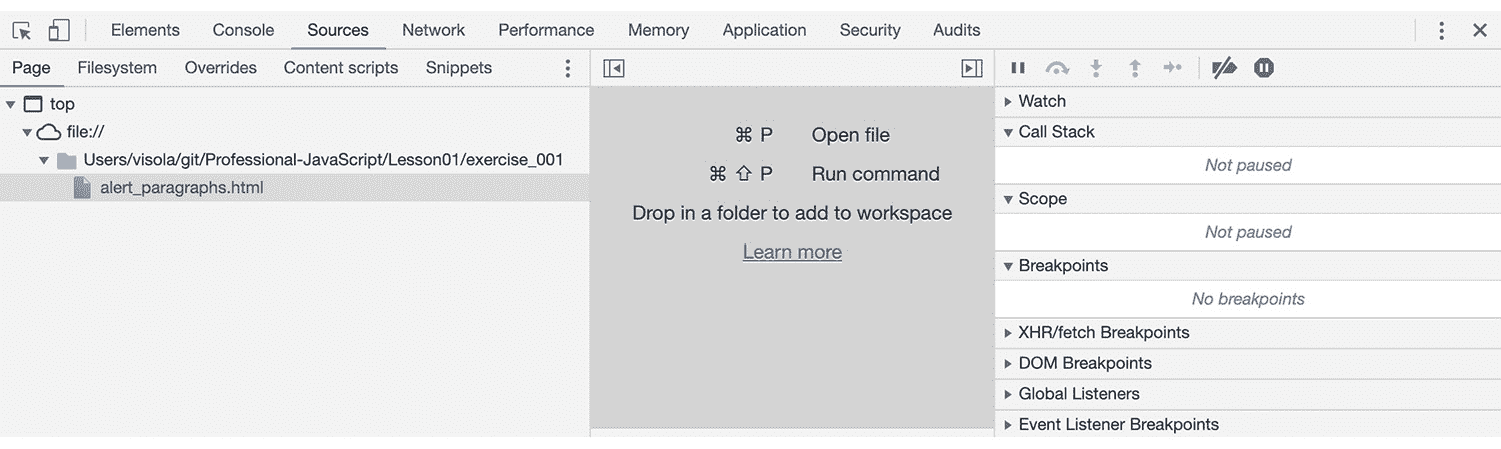 Elements Console Sources Network Performance Memory Application Security Audits
Page Filesystem Overrides Content scripts Snippets
top
file://
Users/visola/git/Professional-JavaScript/Lesson01/exercise_001
alert_paragraphs.html
⌘ P Open file
⌘ ⇧ P Run command
Drop in a folder to add to workspace
Learn more
Watch
Call Stack
Not paused
Scope
Not paused
Breakpoints
No breakpoints
XHR/fetch Breakpoints
DOM Breakpoints
Global Listeners
Event Listener Breakpoints